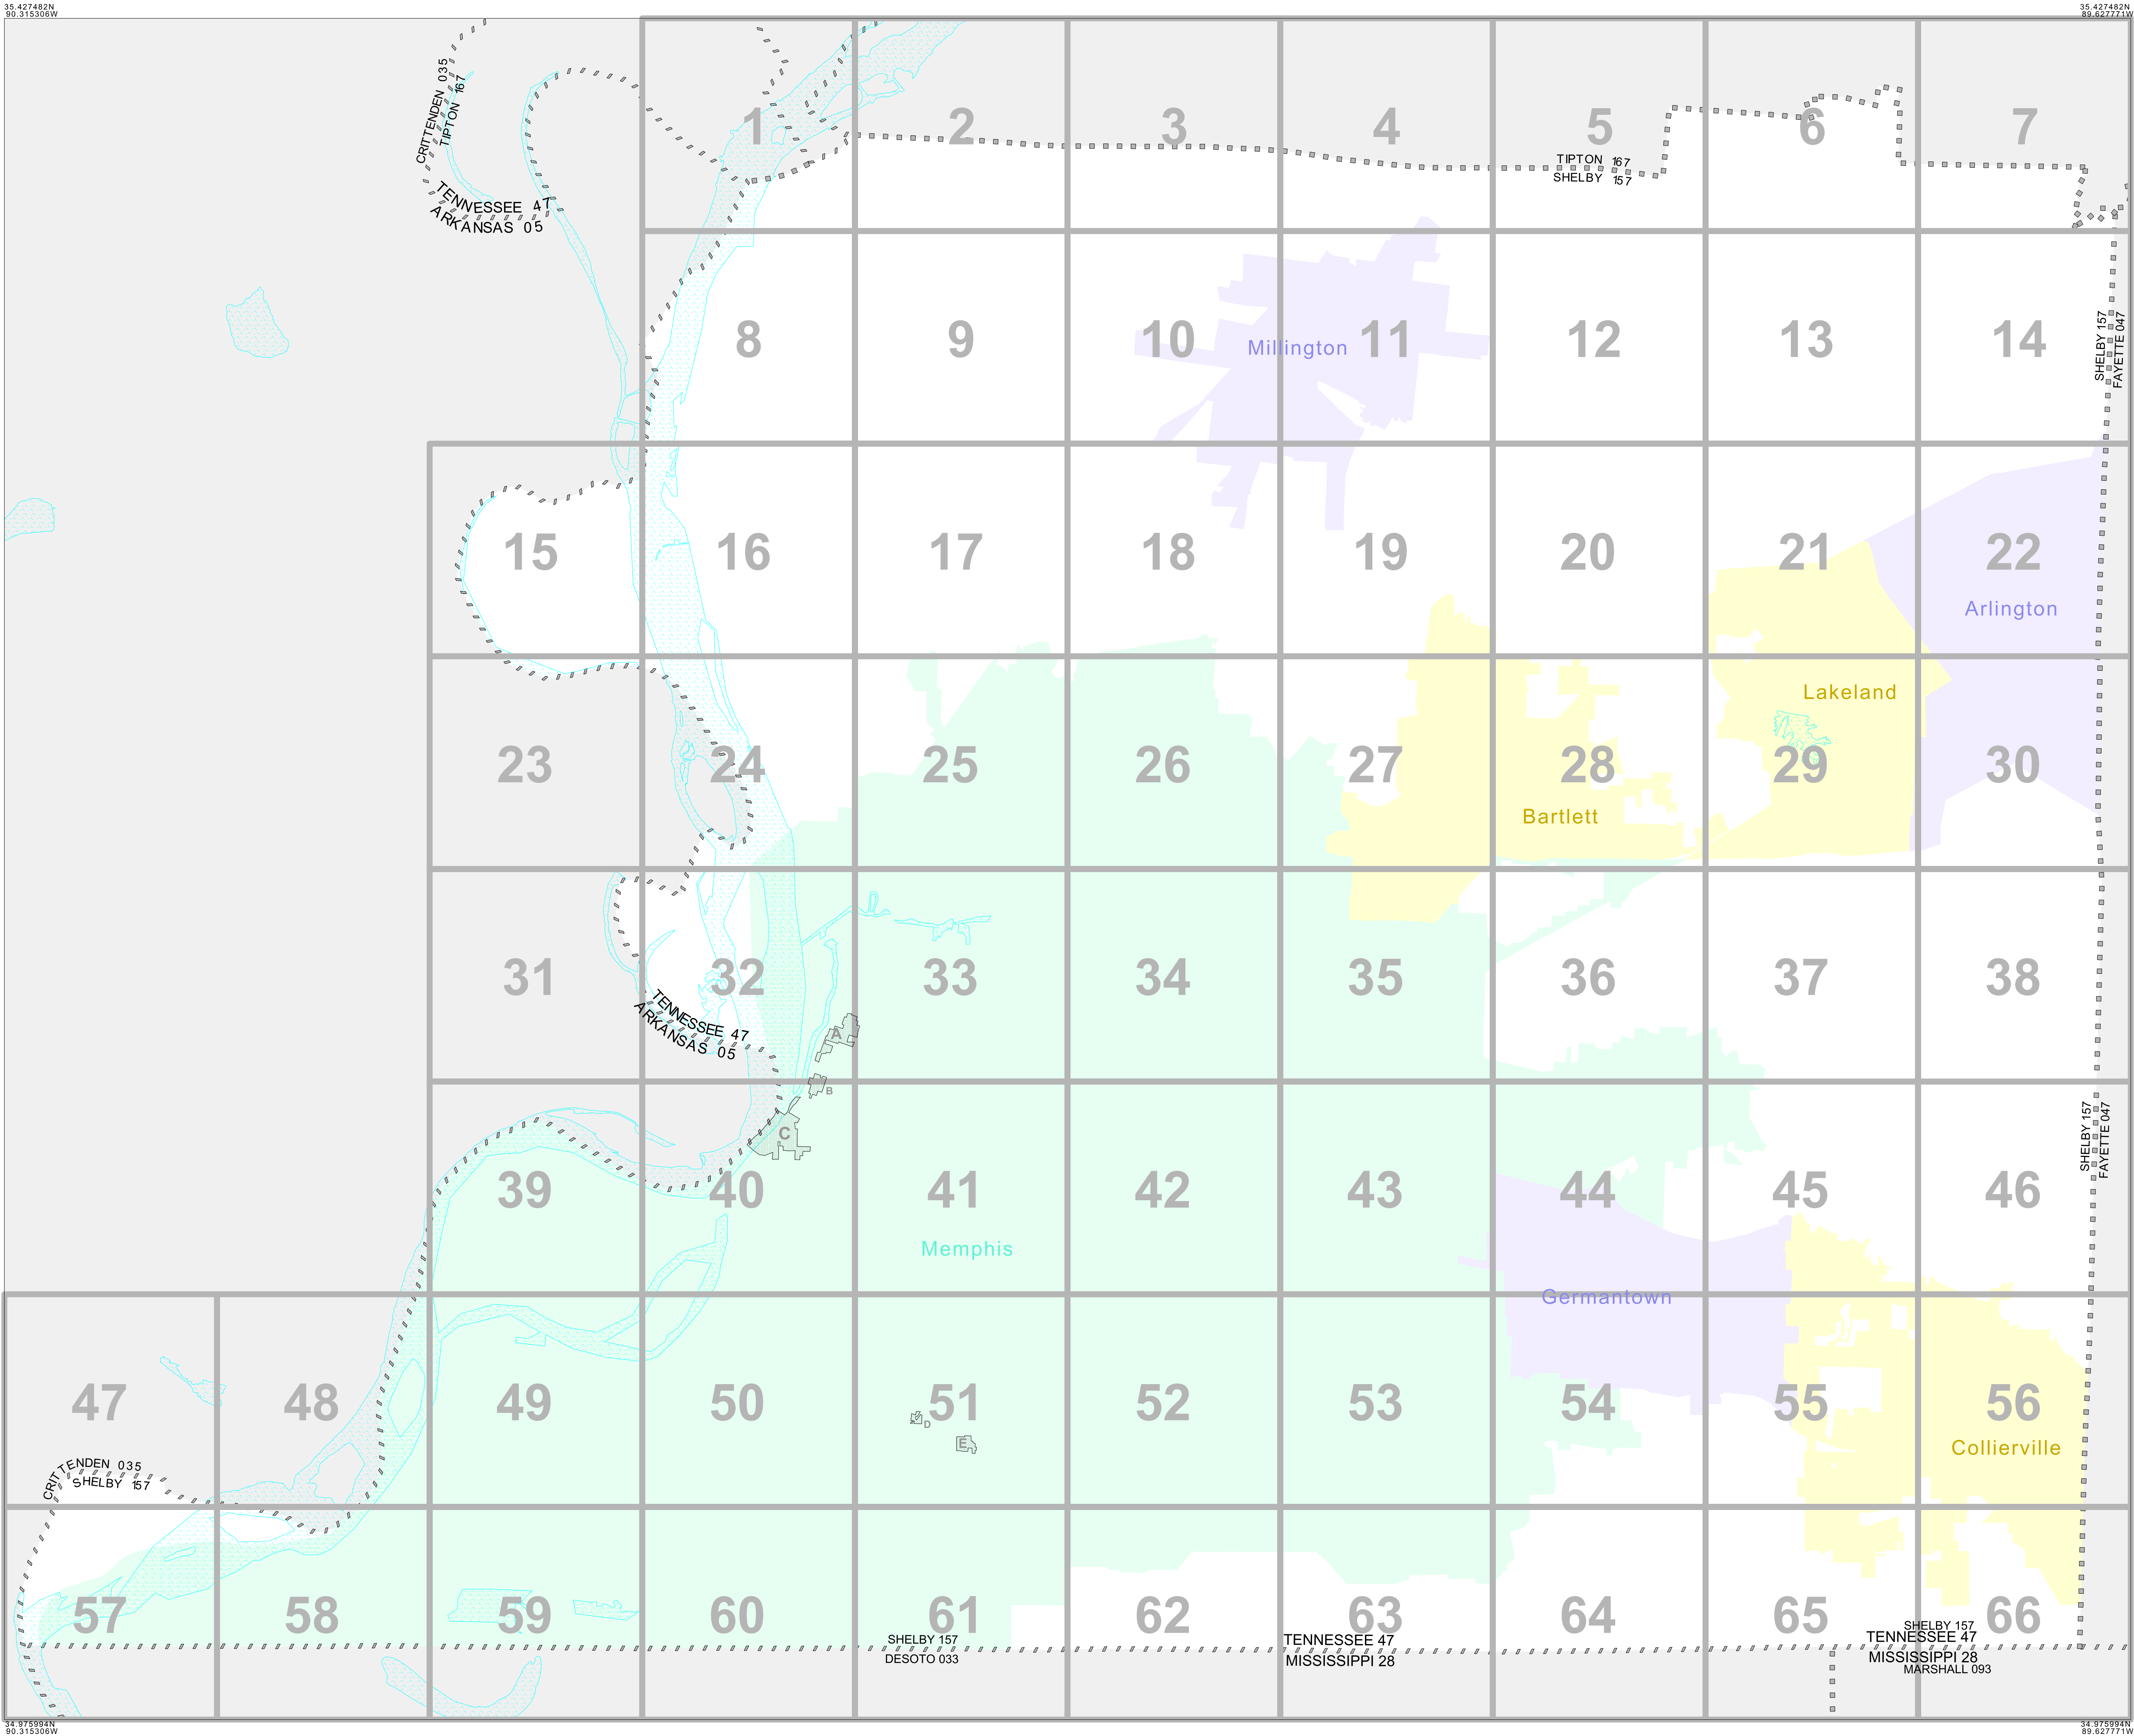 35.427482N
90.315306W
35.427482N
89.627771W
CRITTENDEN 035
TIPTON 167
TENNESSEE 47
ARKANSAS 05
1
2
3
4
5
6
7
TIPTON 167
SHELBY 157
8
9
10
Millington
11
12
13
14
SHELBY 157
FAYETTE 047
15
16
17
18
19
20
21
22
Arlington
Lakeland
23
24
25
26
27
28
29
30
Bartlett
31
32
33
34
35
36
37
38
TENNESSEE 47
ARKANSAS 05
A
B
C
SHELBY 157
FAYETTE 047
39
40
41
42
43
44
45
46
Memphis
Germantown
47
48
49
50
51
52
53
54
55
56
D
E
Collierville
CRITTENDEN 035
SHELBY 157
57
58
59
60
61
62
63
64
65
66
SHELBY 157
DESOTO 033
TENNESSEE 47
MISSISSIPPI 28
SHELBY 157
TENNESSEE 47
MISSISSIPPI 28
MARSHALL 093
34.975994N
90.315306W
34.975994N
89.627771W